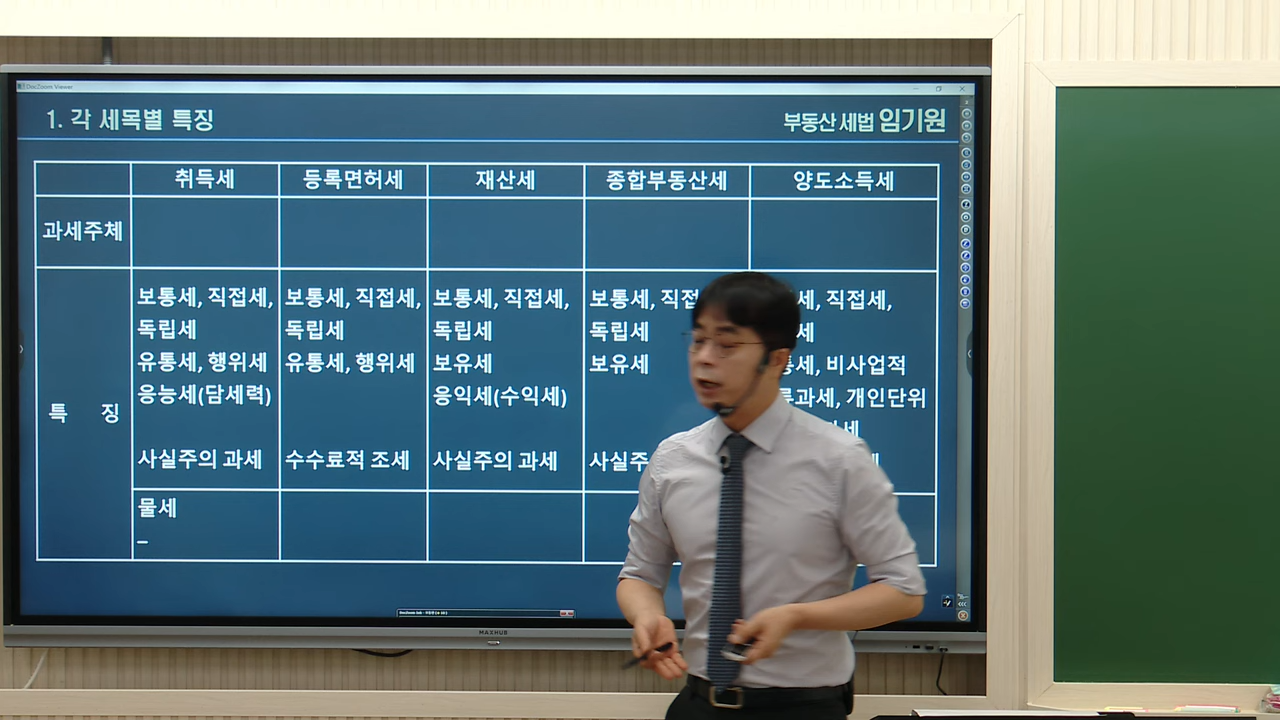 DocZoom Viewer
1. 각 세목별 특징
부동산 세법 임기원
취득세 등록면허세 재산세 종합부동산세 양도소득세
과세주체
특 징
보통세, 직접세,
독립세
유통세, 행위세
응능세(담세력)
사실주의 과세
물세
–
보통세, 직접세,
독립세
유통세, 행위세
수수료적 조세
보통세, 직접세,
독립세
보유세
응익세(수익세)
사실주의 과세
보통세, 직접
독립세
보유세
사실주
세, 직접세,
세
세, 비사업적
과세, 개인단위
세
MAXHUB